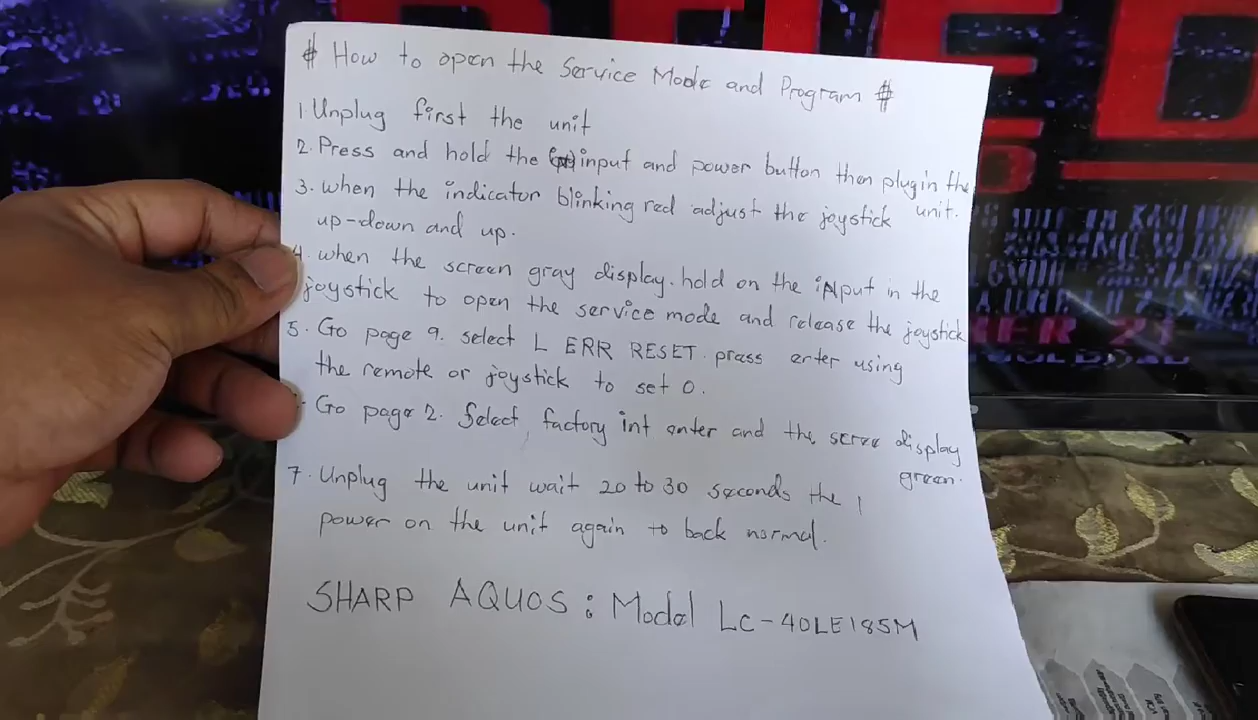 # How to open the Service Mode and Program #
1. Unplug first the unit
2. Press and hold the input and power button then plug in the unit.
3. when the indicator blinking red adjust the joystick
up-down and up.
4. when the screen gray display. hold on the input in the
joystick to open the service mode and release the joystick
5. Go page 9. select L ERR RESET. press enter using
the remote or joystick to set 0.
Go page 2. Select factory int enter and the scree display
green.
7. Unplug the unit wait 20 to 30 seconds the
power on the unit again to back normal.
SHARP AQUOS : Model LC-40LE185M